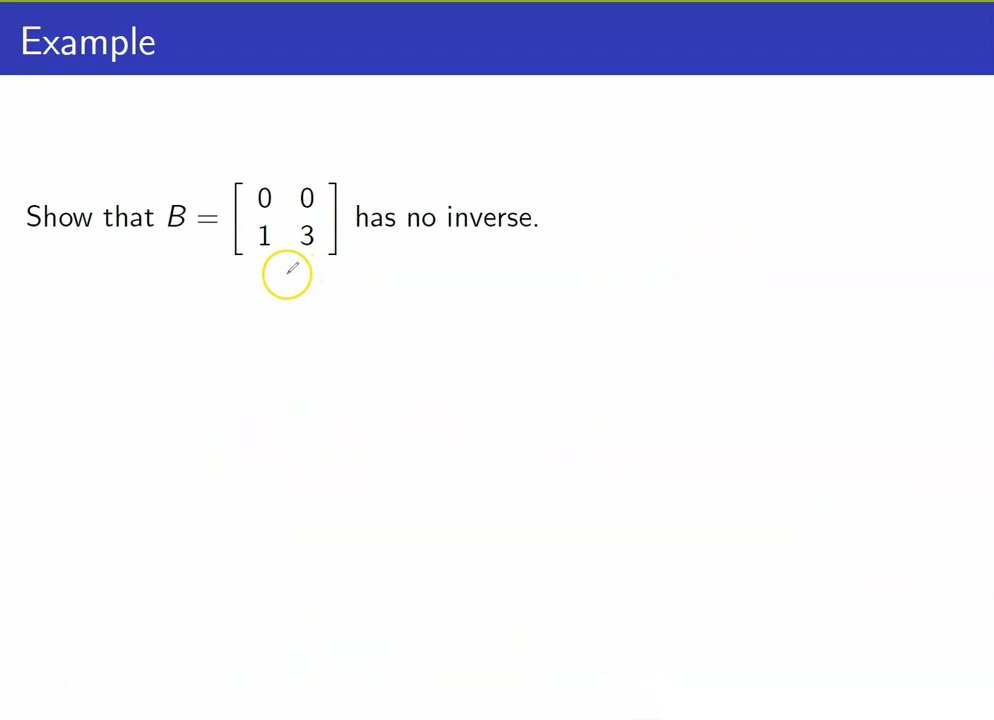 Example
Show that B = [ 0 0
1 3 ] has no inverse.